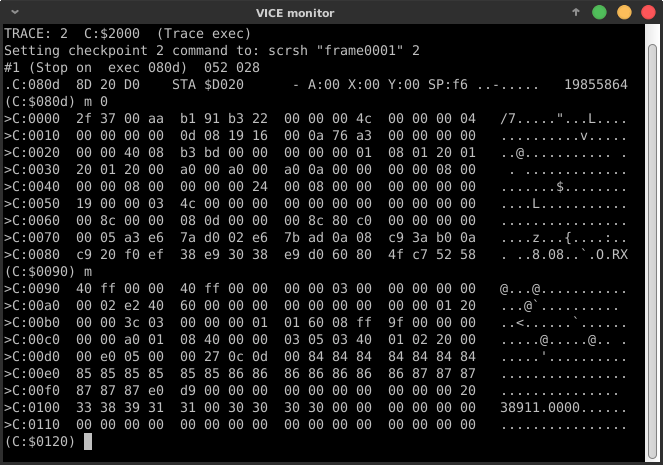 VICE monitor
TRACE: 2  C:$2000  (Trace exec)
Setting checkpoint 2 command to: scrsh "frame0001" 2
#1 (Stop on  exec 080d)  052 028
.C:080d  8D 20 D0    STA $D020      - A:00 X:00 Y:00 SP:f6 ..-.....   19855864
(C:$080d) m 0
>C:0000  2f 37 00 aa  b1 91 b3 22  00 00 00 4c  00 00 00 04   /7....."...L....
>C:0010  00 00 00 00  0d 08 19 16  00 0a 76 a3  00 00 00 00   ..........v.....
>C:0020  00 00 40 08  b3 bd 00 00  00 00 00 01  08 01 20 01   ..@........... .
>C:0030  20 01 20 00  a0 00 a0 00  a0 0a 00 00  00 00 08 00    . .............
>C:0040  00 00 08 00  00 00 00 24  00 08 00 00  00 00 00 00   .......$........
>C:0050  19 00 00 03  4c 00 00 00  00 00 00 00  00 00 00 00   ....L...........
>C:0060  00 8c 00 00  08 0d 00 00  00 8c 80 c0  00 00 00 00   ................
>C:0070  00 05 a3 e6  7a d0 02 e6  7b ad 0a 08  c9 3a b0 0a   ....z...{....:..
>C:0080  c9 20 f0 ef  38 e9 30 38  e9 d0 60 80  4f c7 52 58   . ..8.08..`.O.RX
(C:$0090) m
>C:0090  40 ff 00 00  40 ff 00 00  00 00 03 00  00 00 00 00   @...@...........
>C:00a0  00 02 e2 40  60 00 00 00  00 00 00 00  00 00 01 20   ...@`.......... 
>C:00b0  00 00 3c 03  00 00 00 01  01 60 08 ff  9f 00 00 00   ..<......`......
>C:00c0  00 00 a0 01  08 40 00 00  03 05 03 40  01 02 20 00   .....@.....@.. .
>C:00d0  00 e0 05 00  00 27 0c 0d  00 84 84 84  84 84 84 84   .....'..........
>C:00e0  85 85 85 85  85 85 86 86  86 86 86 86  86 87 87 87   ................
>C:00f0  87 87 87 e0  d9 00 00 00  00 00 00 00  00 00 00 20   ............... 
>C:0100  33 38 39 31  31 00 30 30  30 30 00 00  00 00 00 00   38911.0000......
>C:0110  00 00 00 00  00 00 00 00  00 00 00 00  00 00 00 00   ................
(C:$0120)